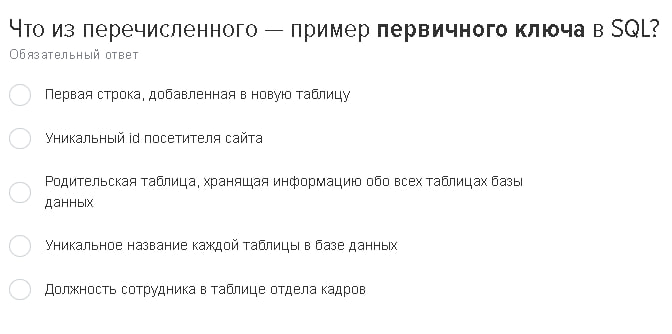 Что из перечисленного — пример первичного ключа в SQL?
Обязательный ответ
Первая строка, добавленная в новую таблицу
Уникальный id посетителя сайта
Родительская таблица, хранящая информацию обо всех таблицах базы
данных
Уникальное название каждой таблицы в базе данных
Должность сотрудника в таблице отдела кадров